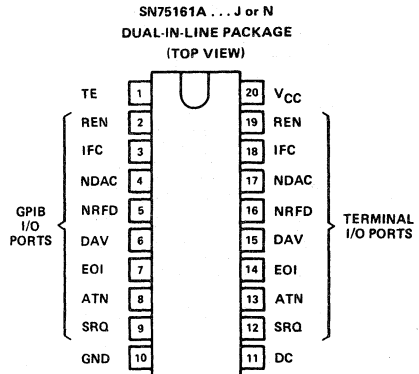 SN75161A . . . J or N
DUAL-IN-LINE PACKAGE
(TOP VIEW)
TE 1 20 VCC
REN 2 19 REN
IFC 3 18 IFC
NDAC 4 17 NDAC
NRFD 5 16 NRFD
DAV 6 15 DAV
EOI 7 14 EOI
ATN 8 13 ATN
SRQ 9 12 SRQ
GND 10 11 DC
GPIB
I/O
PORTS
TERMINAL
I/O PORTS